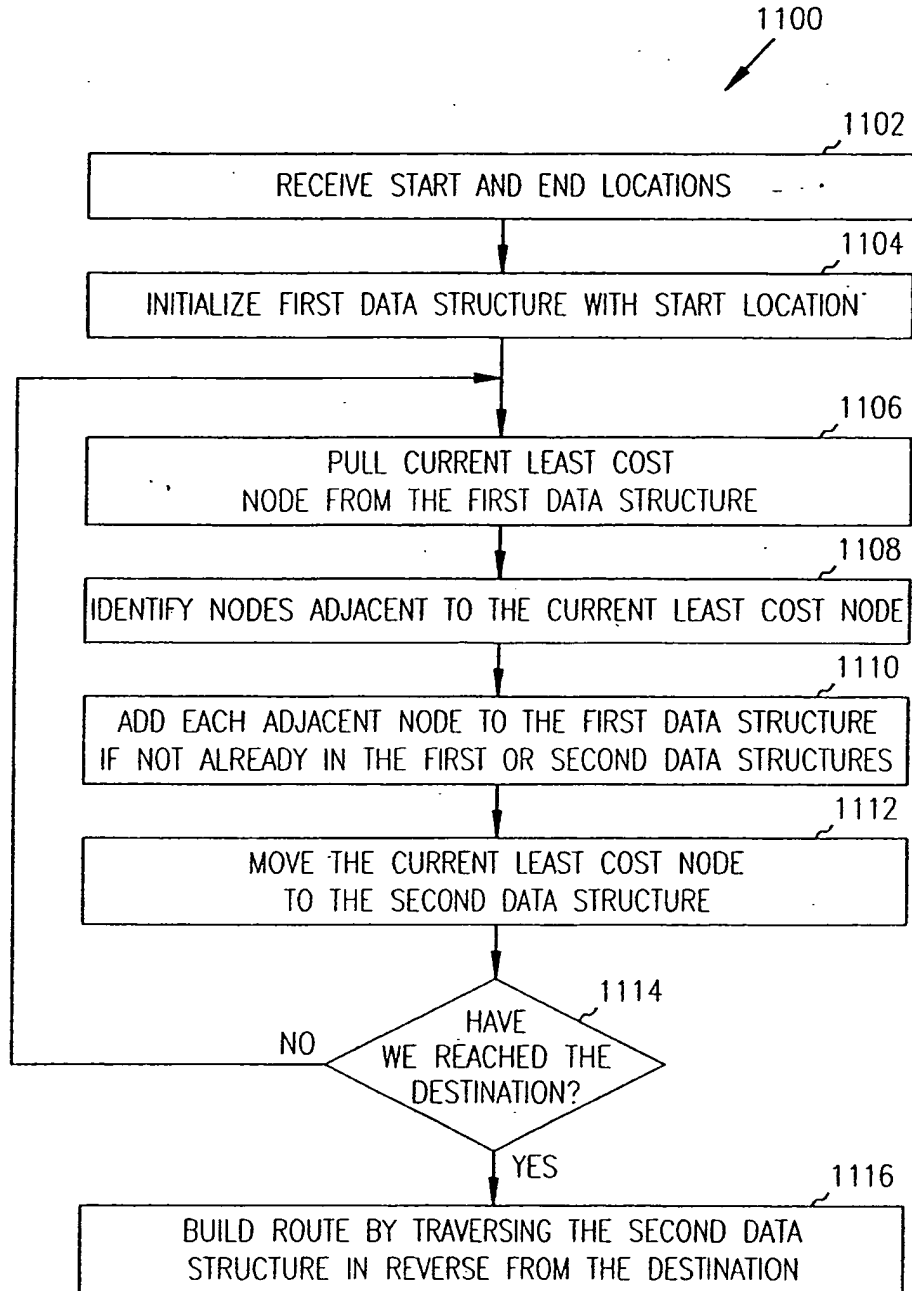 1100
1102
RECEIVE START AND END LOCATIONS
1104
INITIALIZE FIRST DATA STRUCTURE WITH START LOCATION
1106
PULL CURRENT LEAST COST
NODE FROM THE FIRST DATA STRUCTURE
1108
IDENTIFY NODES ADJACENT TO THE CURRENT LEAST COST NODE
1110
ADD EACH ADJACENT NODE TO THE FIRST DATA STRUCTURE
IF NOT ALREADY IN THE FIRST OR SECOND DATA STRUCTURES
1112
MOVE THE CURRENT LEAST COST NODE
TO THE SECOND DATA STRUCTURE
1114
HAVE
WE REACHED THE
DESTINATION?
NO
YES
1116
BUILD ROUTE BY TRAVERSING THE SECOND DATA
STRUCTURE IN REVERSE FROM THE DESTINATION